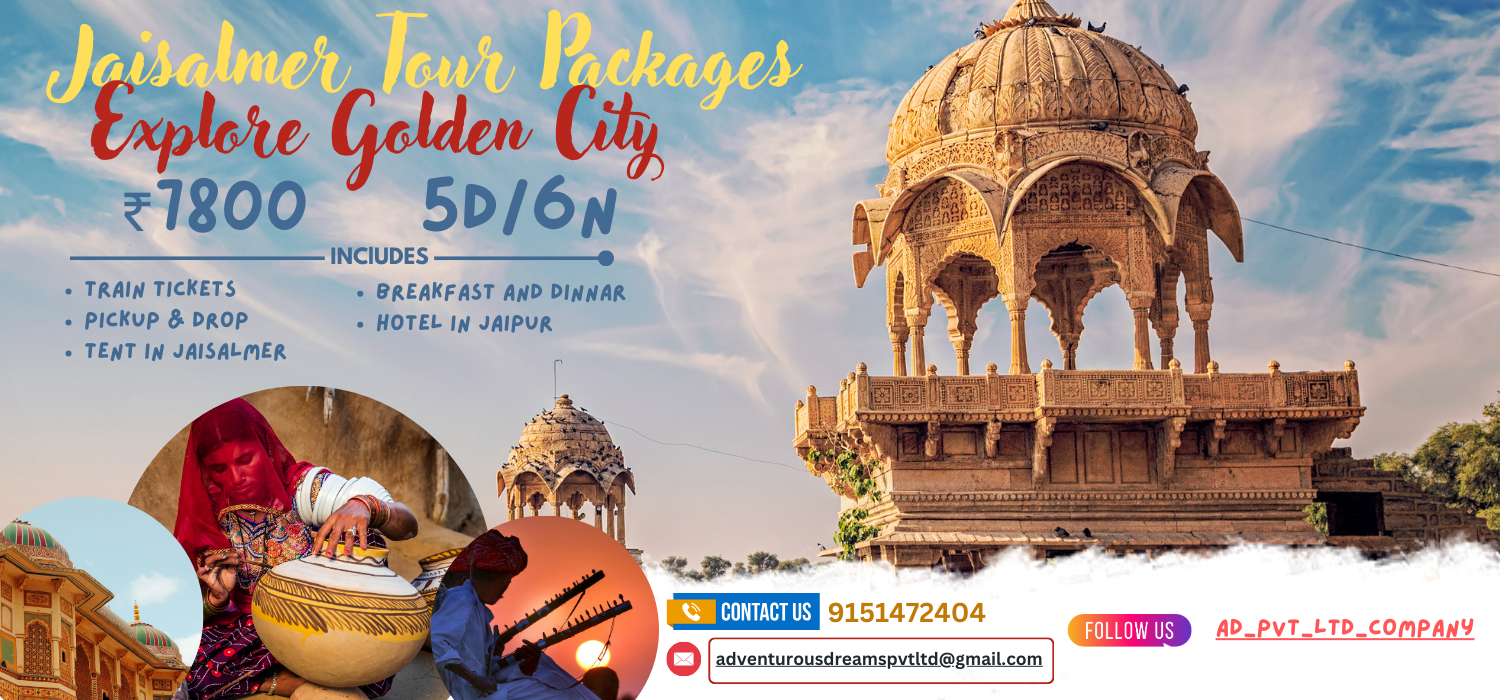 Jaisalmer Tour Packages
Explore Golden City
₹7800 5D/6N
INCIUDES
• TRAIN TICKETS
• PICKUP & DROP
• TENT IN JAISALMER
• BREAKFAST AND DINNAR
• HOTEL IN JAIPUR
CONTACT US 9151472404
adventurousdreamspvtltd@gmail.com
FOLLOW US AD_PVT_LTD_COMPANY